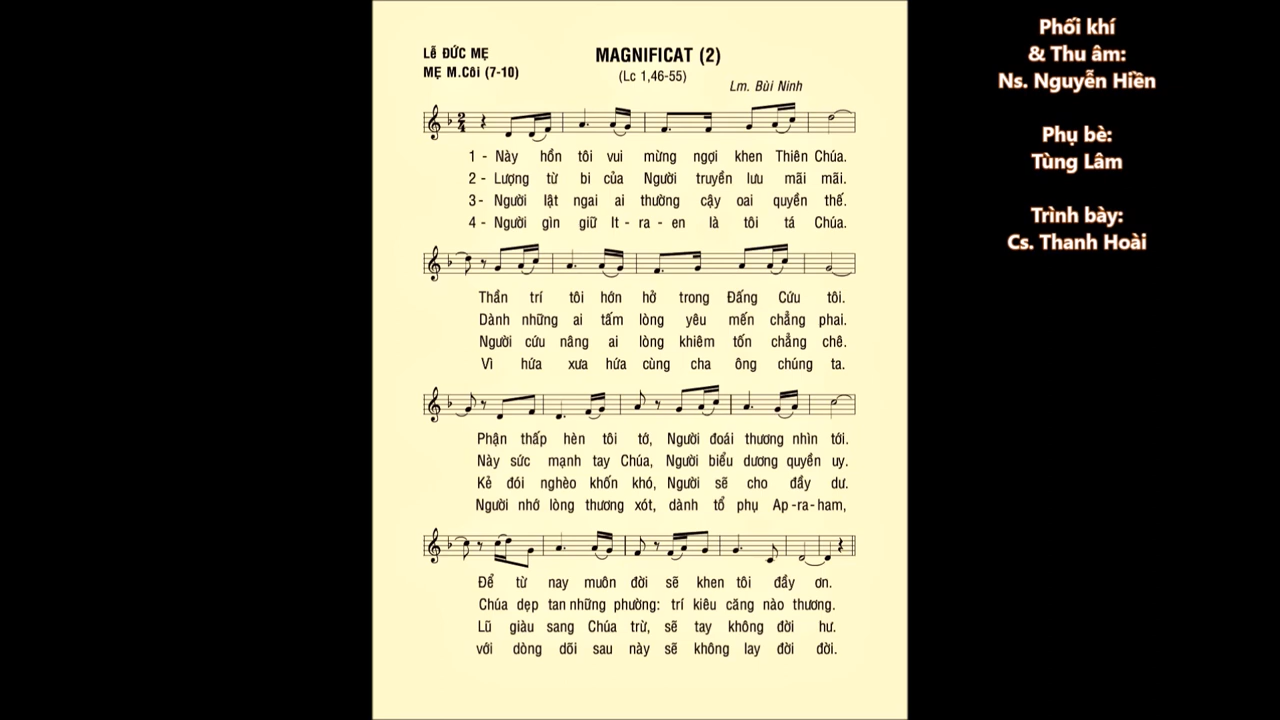 Lễ ĐỨC MẸ
MẸ M.Côi (7-10)
MAGNIFICAT (2)
(Lc 1,46-55)
Lm. Bùi Ninh
1 - Này hồn tôi vui mừng ngợi khen Thiên Chúa.
2 - Lượng từ bi của Người truyền lưu mãi mãi.
3 - Người lật ngai ai thường cậy oai quyền thế.
4 - Người gìn giữ It - ra - en là tôi tá Chúa.
Thần trí tôi hớn hở trong Đấng Cứu tôi.
Dành những ai tấm lòng yêu mến chẳng phai.
Người cứu nâng ai lòng khiêm tốn chẳng chê.
Vì hứa xưa hứa cùng cha ông chúng ta.
Phận thấp hèn tôi tớ, Người đoái thương nhìn tới.
Này sức mạnh tay Chúa, Người biểu dương quyền uy.
Kẻ đói nghèo khốn khó, Người sẽ cho đầy dư.
Người nhớ lòng thương xót, dành tổ phụ Ap - ra - ham,
Để từ nay muôn đời sẽ khen tôi đầy ơn.
Chúa dẹp tan những phường: trí kiêu căng nào thương.
Lũ giàu sang Chúa trừ, sẽ tay không đời hư.
với dòng dõi sau này sẽ không lay đời đời.
Phối khí
& Thu âm:
Ns. Nguyễn Hiền
Phụ bè:
Tùng Lâm
Trình bày:
Cs. Thanh Hoài